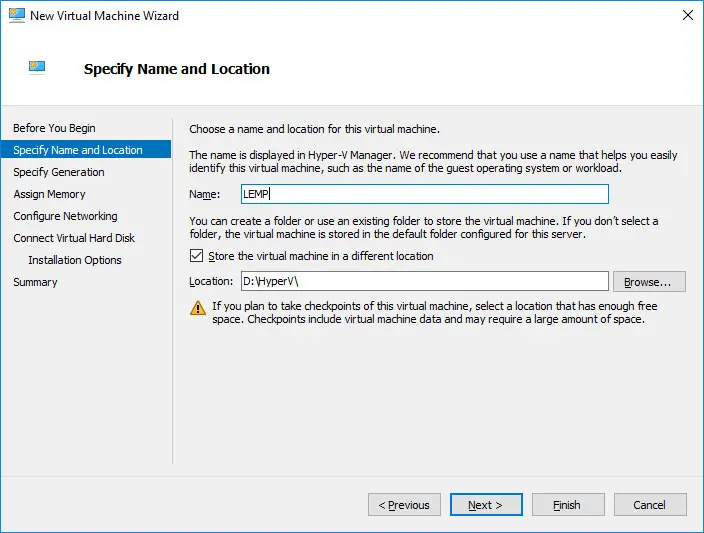 New Virtual Machine Wizard
Specify Name and Location
Before You Begin
Specify Name and Location
Specify Generation
Assign Memory
Configure Networking
Connect Virtual Hard Disk
Installation Options
Summary
Choose a name and location for this virtual machine.
The name is displayed in Hyper-V Manager. We recommend that you use a name that helps you easily
identify this virtual machine, such as the name of the guest operating system or workload.
Name: LEMP
You can create a folder or use an existing folder to store the virtual machine. If you don't select a
folder, the virtual machine is stored in the default folder configured for this server.
Store the virtual machine in a different location
Location: D:\HyperV\ Browse...
If you plan to take checkpoints of this virtual machine, select a location that has enough free
space. Checkpoints include virtual machine data and may require a large amount of space.
< Previous Next > Finish Cancel